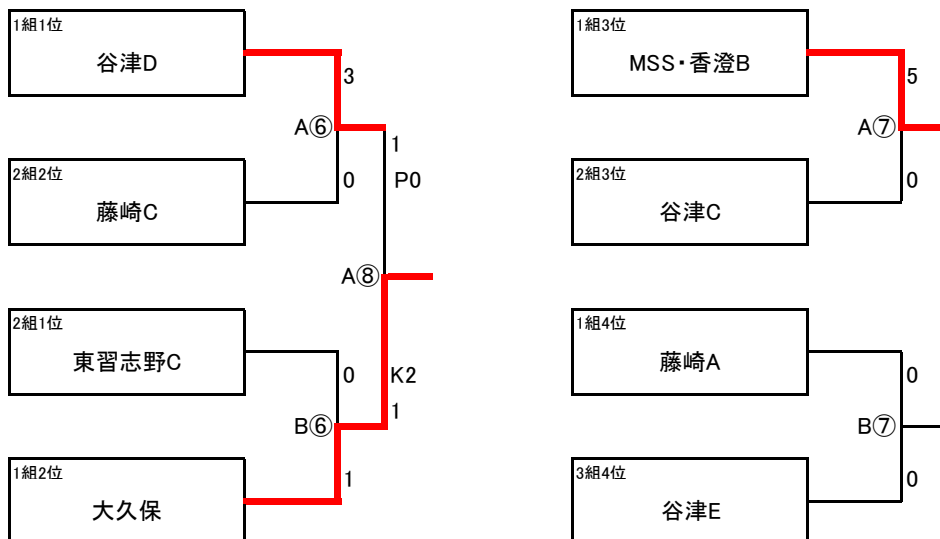 1組1位
谷津D
3
A⑥
1
2組2位
藤崎C
0
P0
A⑧
2組1位
東習志野C
0
K2
B⑥
1
1組2位
大久保
1
1組3位
MSS・香澄B
5
A⑦
2組3位
谷津C
0
1組4位
藤崎A
0
B⑦
3組4位
谷津E
0